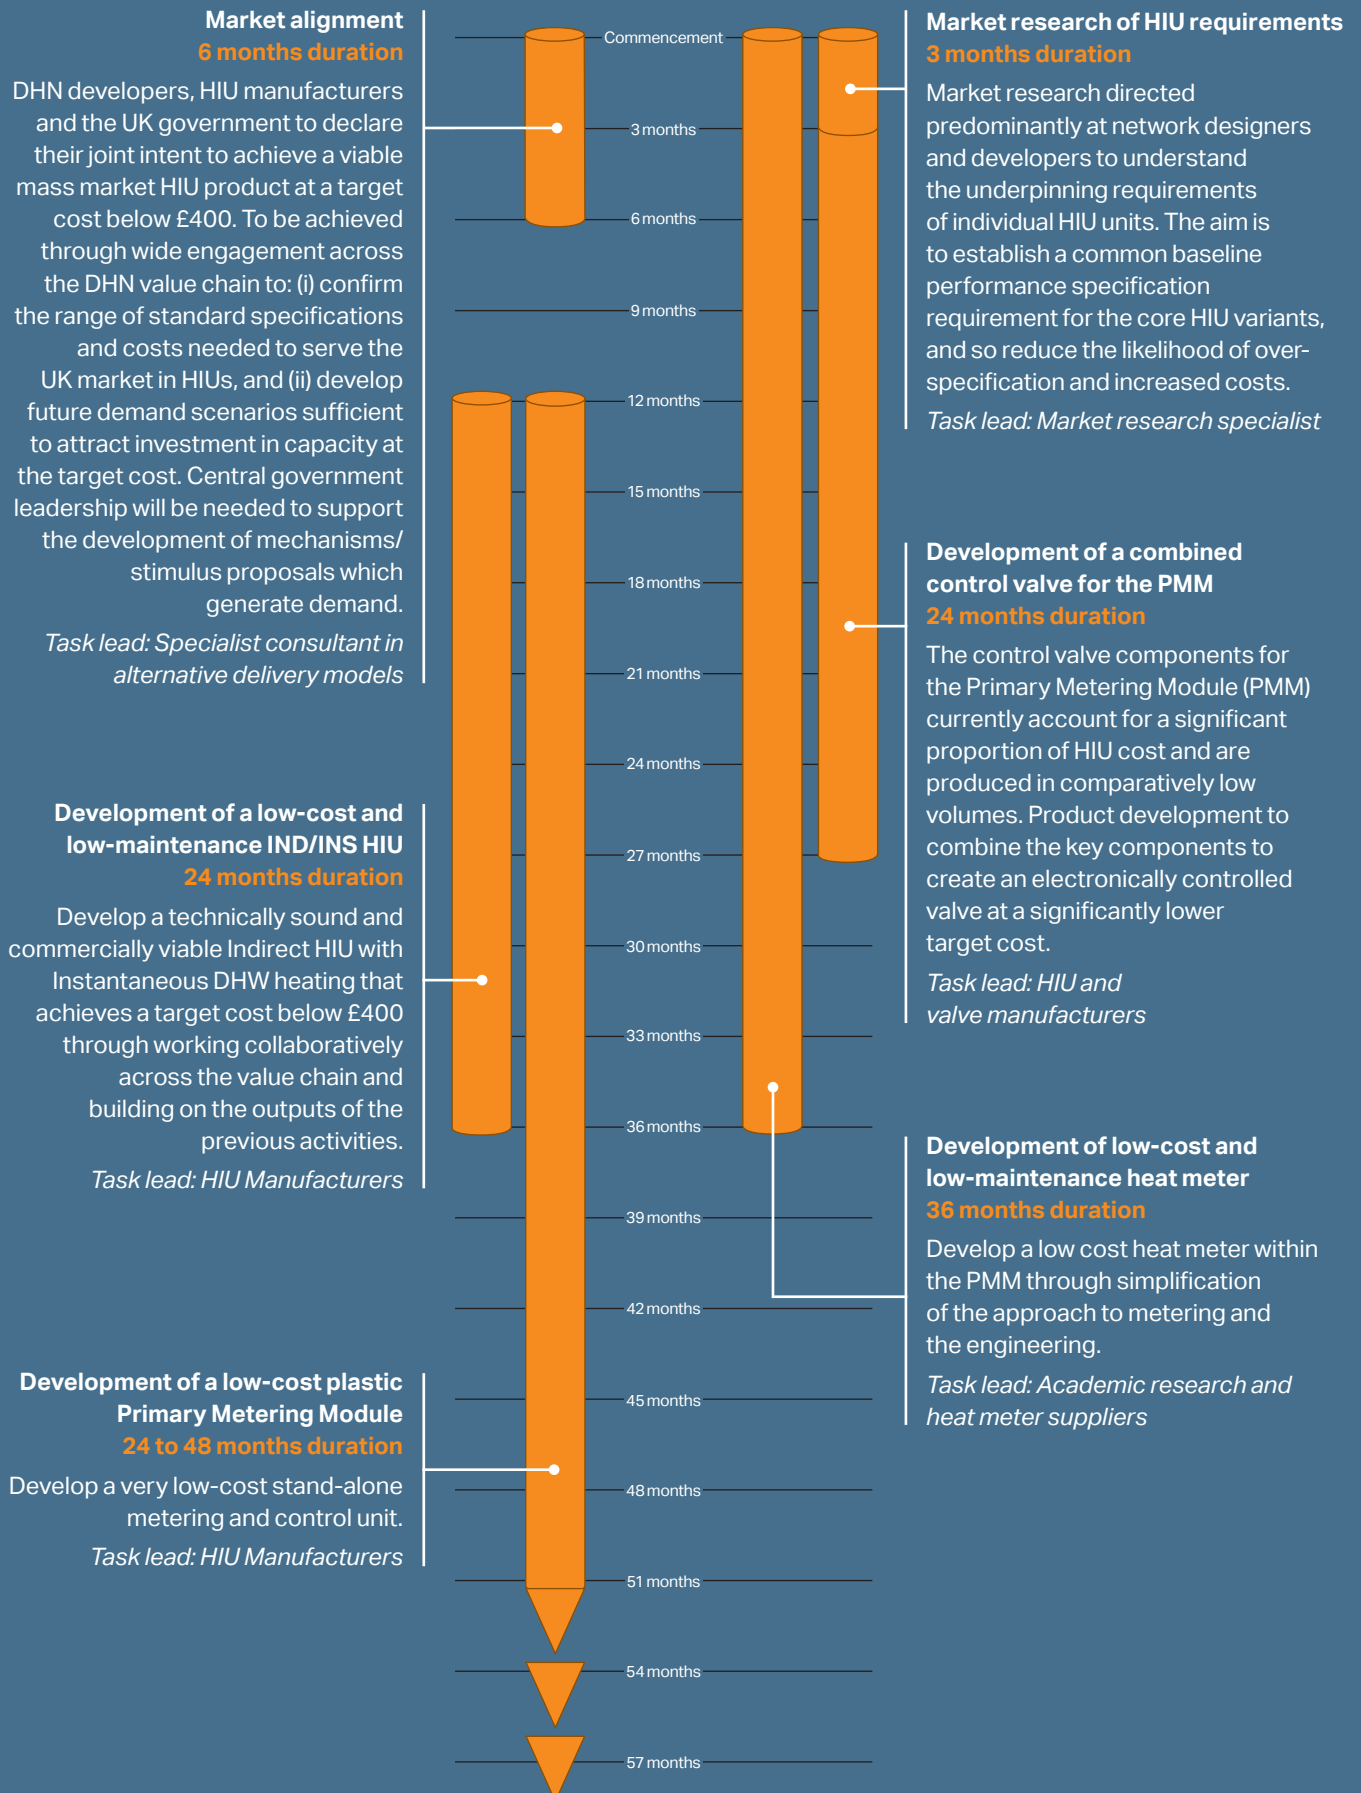 Market alignment
6 months duration
DHN developers, HIU manufacturers
and the UK government to declare
their joint intent to achieve a viable
mass market HIU product at a target
cost below £400. To be achieved
through wide engagement across
the DHN value chain to: (i) confirm
the range of standard specifications
and costs needed to serve the
UK market in HIUs, and (ii) develop
future demand scenarios sufficient
to attract investment in capacity at
the target cost. Central government
leadership will be needed to support
the development of mechanisms/
stimulus proposals which
generate demand.
Task lead: Specialist consultant in
alternative delivery models
Development of a low-cost and
low-maintenance IND/INS HIU
24 months duration
Develop a technically sound and
commercially viable Indirect HIU with
Instantaneous DHW heating that
achieves a target cost below £400
through working collaboratively
across the value chain and
building on the outputs of the
previous activities.
Task lead: HIU Manufacturers
Development of a low-cost plastic
Primary Metering Module
24 to 48 months duration
Develop a very low-cost stand-alone
metering and control unit.
Task lead: HIU Manufacturers
Commencement
3 months
6 months
9 months
12 months
15 months
18 months
21 months
24 months
27 months
30 months
33 months
36 months
39 months
42 months
45 months
48 months
51 months
54 months
57 months
Market research of HIU requirements
3 months duration
Market research directed
predominantly at network designers
and developers to understand
the underpinning requirements
of individual HIU units. The aim is
to establish a common baseline
performance specification
requirement for the core HIU variants,
and so reduce the likelihood of over-
specification and increased costs.
Task lead: Market research specialist
Development of a combined
control valve for the PMM
24 months duration
The control valve components for
the Primary Metering Module (PMM)
currently account for a significant
proportion of HIU cost and are
produced in comparatively low
volumes. Product development to
combine the key components to
create an electronically controlled
valve at a significantly lower
target cost.
Task lead: HIU and
valve manufacturers
Development of low-cost and
low-maintenance heat meter
36 months duration
Develop a low cost heat meter within
the PMM through simplification
of the approach to metering and
the engineering.
Task lead: Academic research and
heat meter suppliers